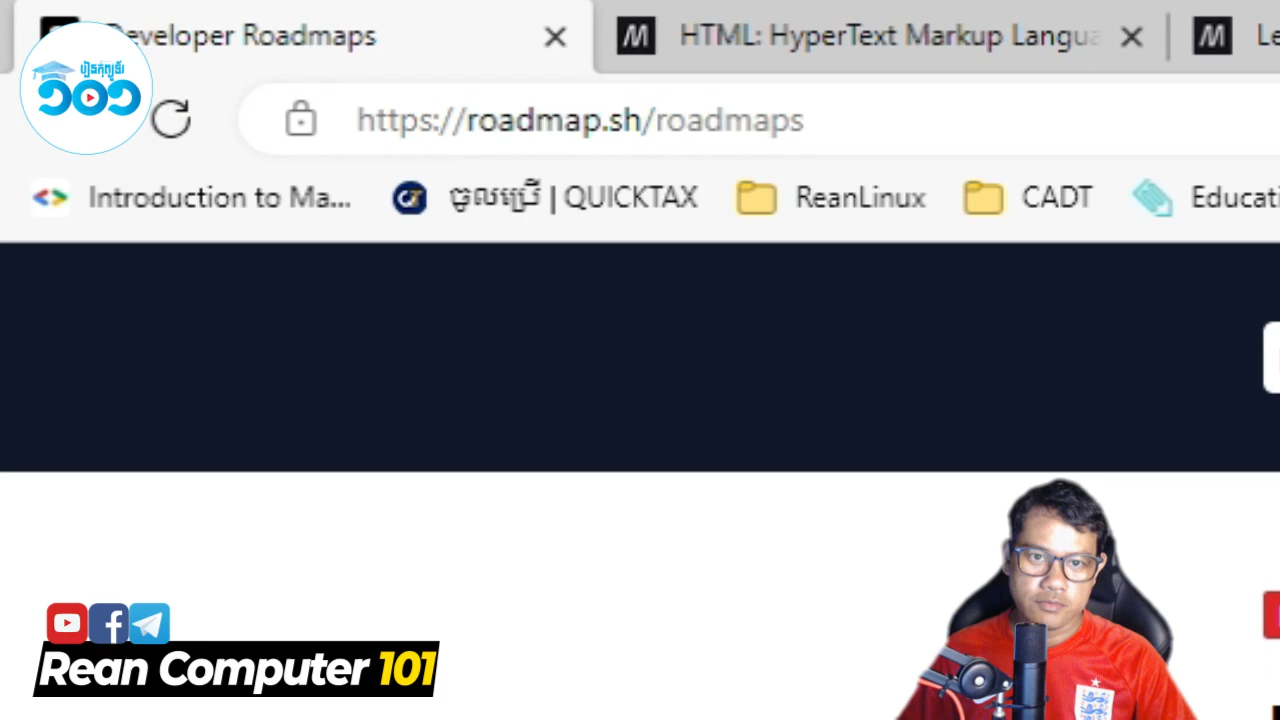 Developer Roadmaps
HTML: HyperText Markup Langua
Le
រៀនកុំព្យូទ័រ
១០១
https://roadmap.sh/roadmaps
Introduction to Ma...
ចូលប្រើ | QUICKTAX
ReanLinux
CADT
Educati
Rean Computer 101